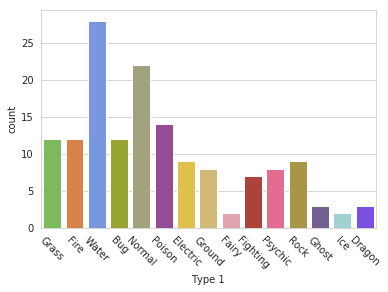 25
20
15
10
5
0
count
Grass
Fire
Water
Bug
Normal
Poison
Electric
Ground
Fairy
Fighting
Psychic
Rock
Ghost
Ice
Dragon
Type 1